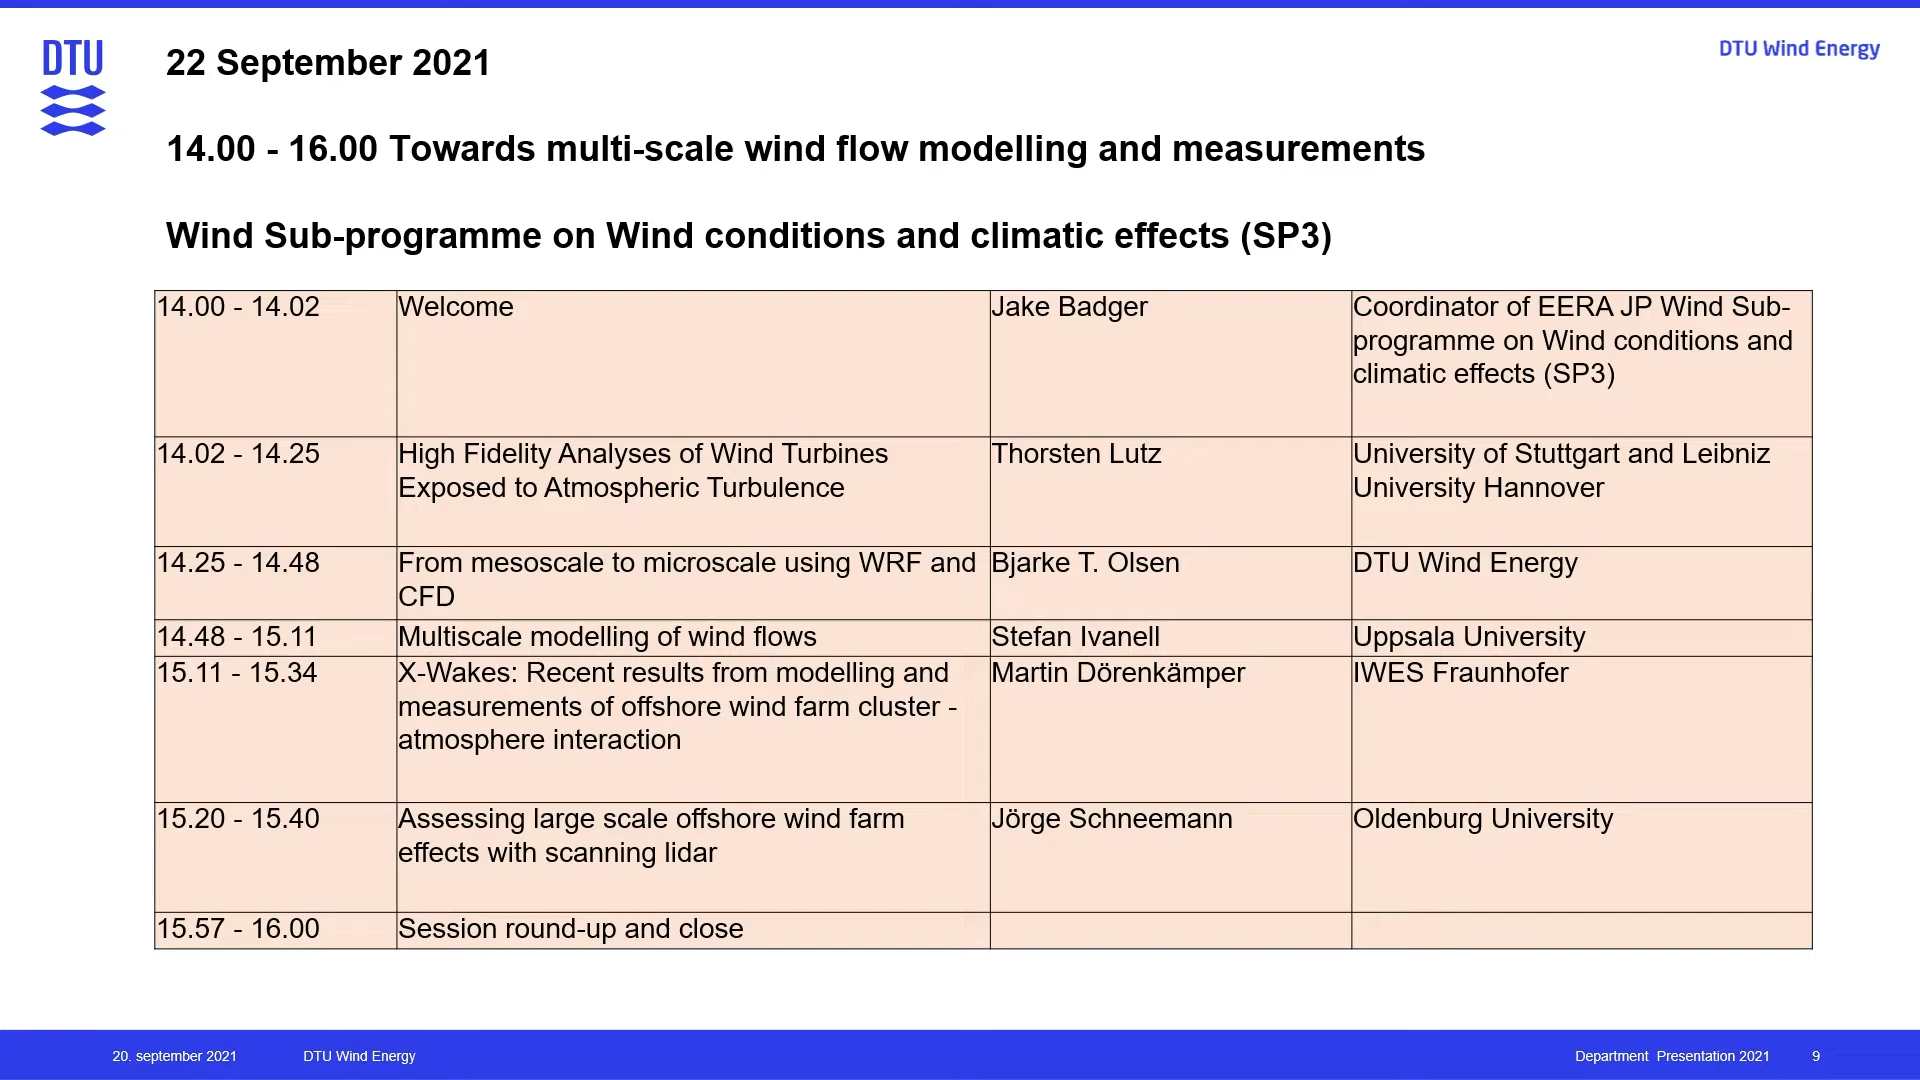 DTU
22 September 2021
DTU Wind Energy
14.00 - 16.00 Towards multi-scale wind flow modelling and measurements
Wind Sub-programme on Wind conditions and climatic effects (SP3)
14.00 - 14.02
Welcome
Jake Badger
Coordinator of EERA JP Wind Sub-
programme on Wind conditions and
climatic effects (SP3)
14.02 - 14.25
High Fidelity Analyses of Wind Turbines
Exposed to Atmospheric Turbulence
Thorsten Lutz
University of Stuttgart and Leibniz
University Hannover
14.25 - 14.48
From mesoscale to microscale using WRF and
CFD
Bjarke T. Olsen
DTU Wind Energy
14.48 - 15.11
Multiscale modelling of wind flows
Stefan Ivanell
Uppsala University
15.11 - 15.34
X-Wakes: Recent results from modelling and
measurements of offshore wind farm cluster -
atmosphere interaction
Martin Dörenkämper
IWES Fraunhofer
15.20 - 15.40
Assessing large scale offshore wind farm
effects with scanning lidar
Jörge Schneemann
Oldenburg University
15.57 - 16.00
Session round-up and close
20. september 2021
DTU Wind Energy
Department Presentation 2021
9